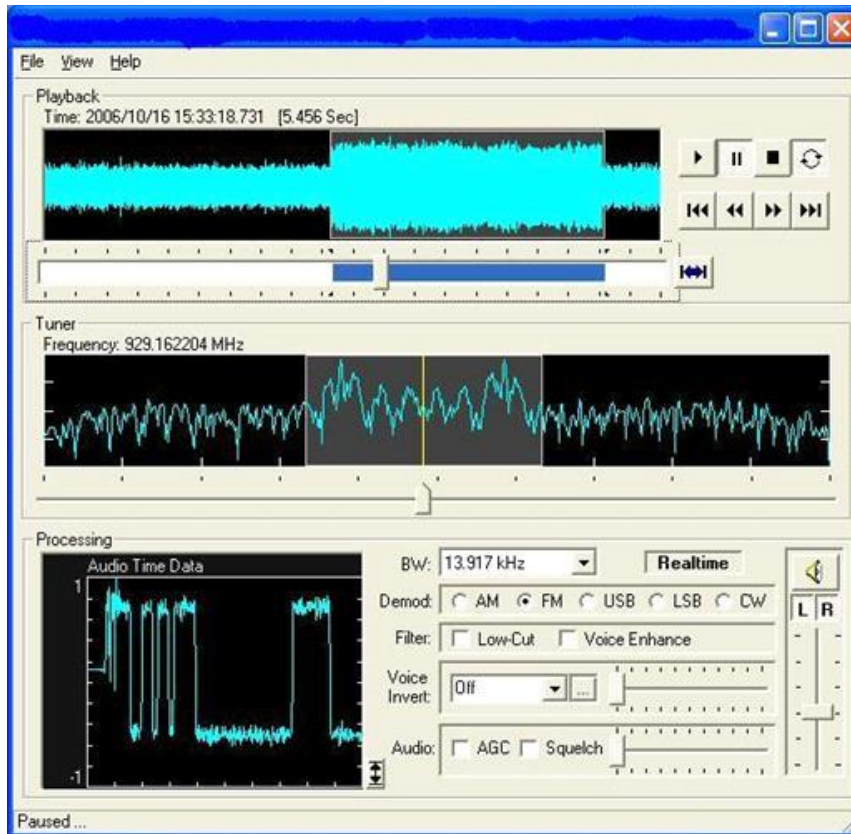 File View Help
Playback
Time: 2006/10/16 15:33:18.731 [5.456 Sec]
Tuner
Frequency: 929.162204 MHz
Processing
Audio Time Data
1
-1
BW: 13.917 kHz Realtime
Demod: AM FM USB LSB CW
Filter: Low-Cut Voice Enhance
Voice
Invert: Off ...
Audio: AGC Squelch
L R
Paused ...